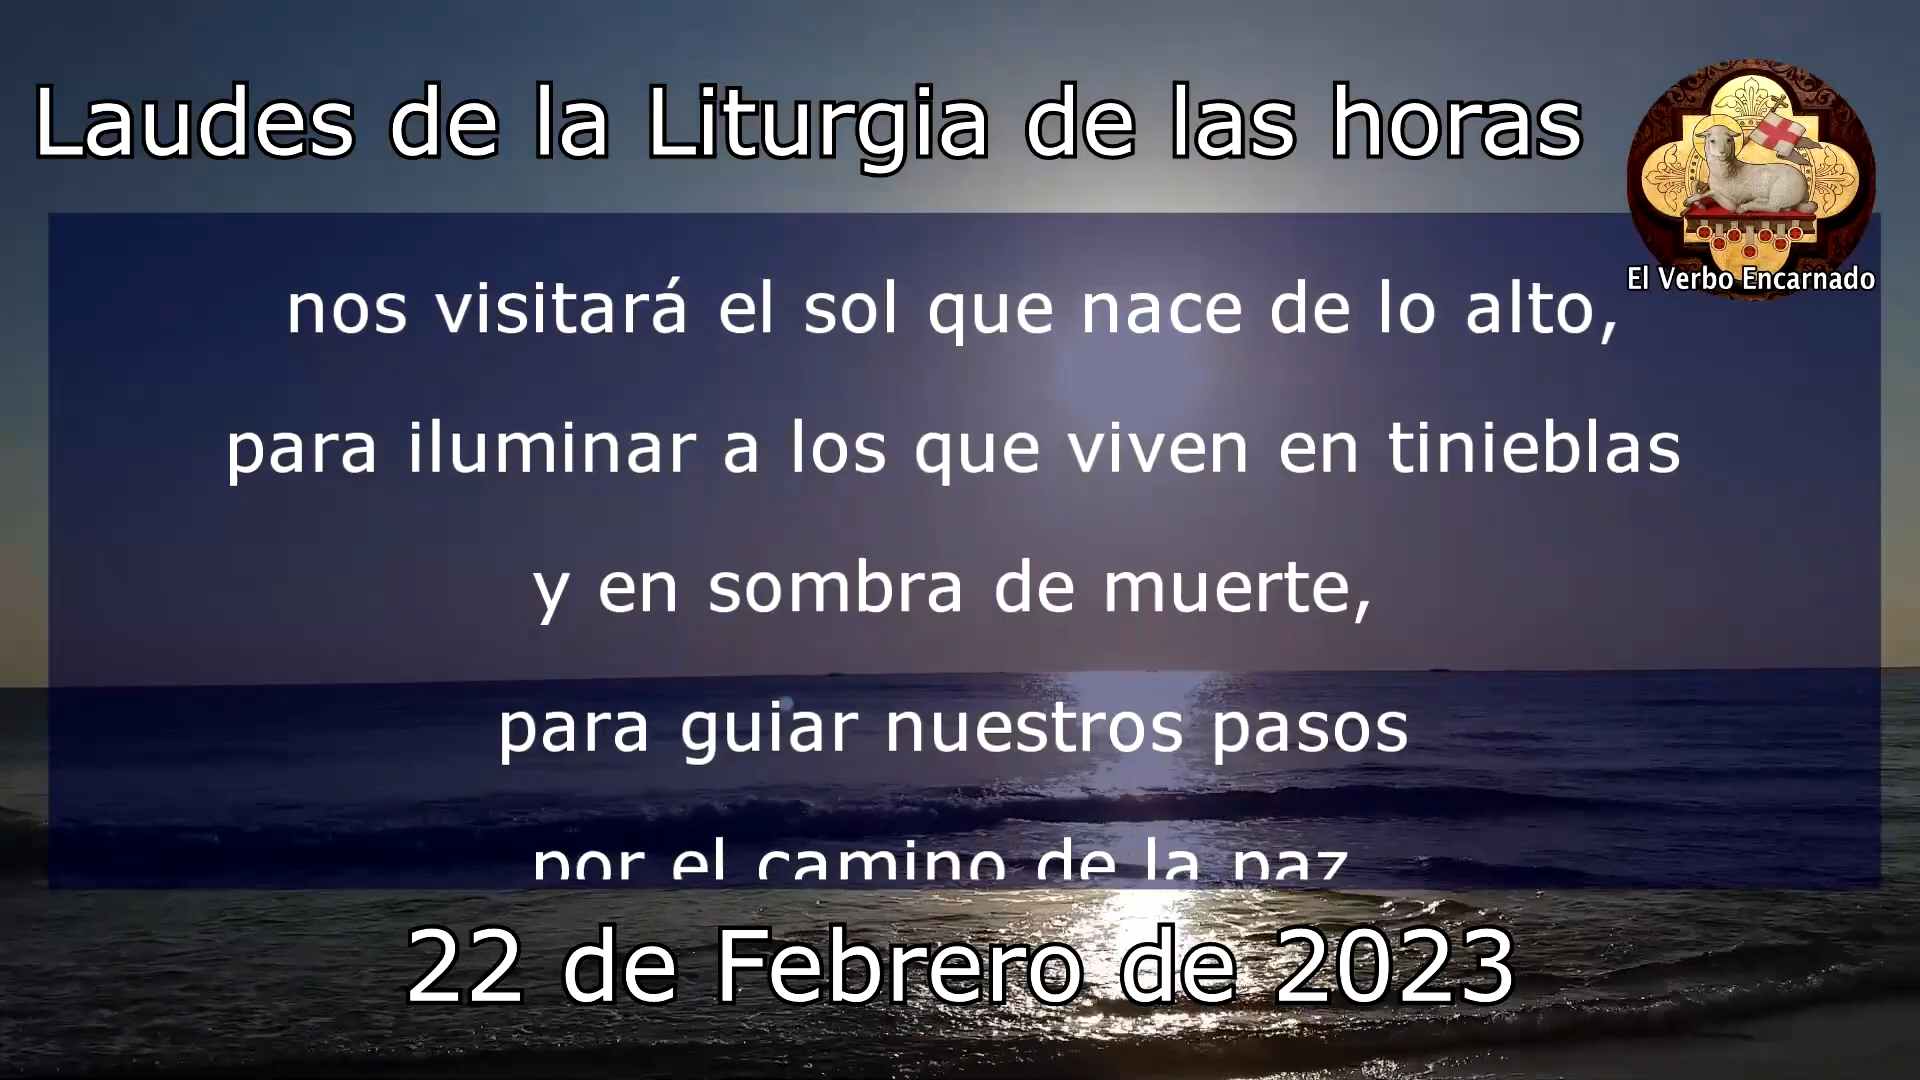 Laudes de la Liturgia de las horas
El Verbo Encarnado
nos visitará el sol que nace de lo alto,
para iluminar a los que viven en tinieblas
y en sombra de muerte,
para guiar nuestros pasos
por el camino de la paz
22 de Febrero de 2023